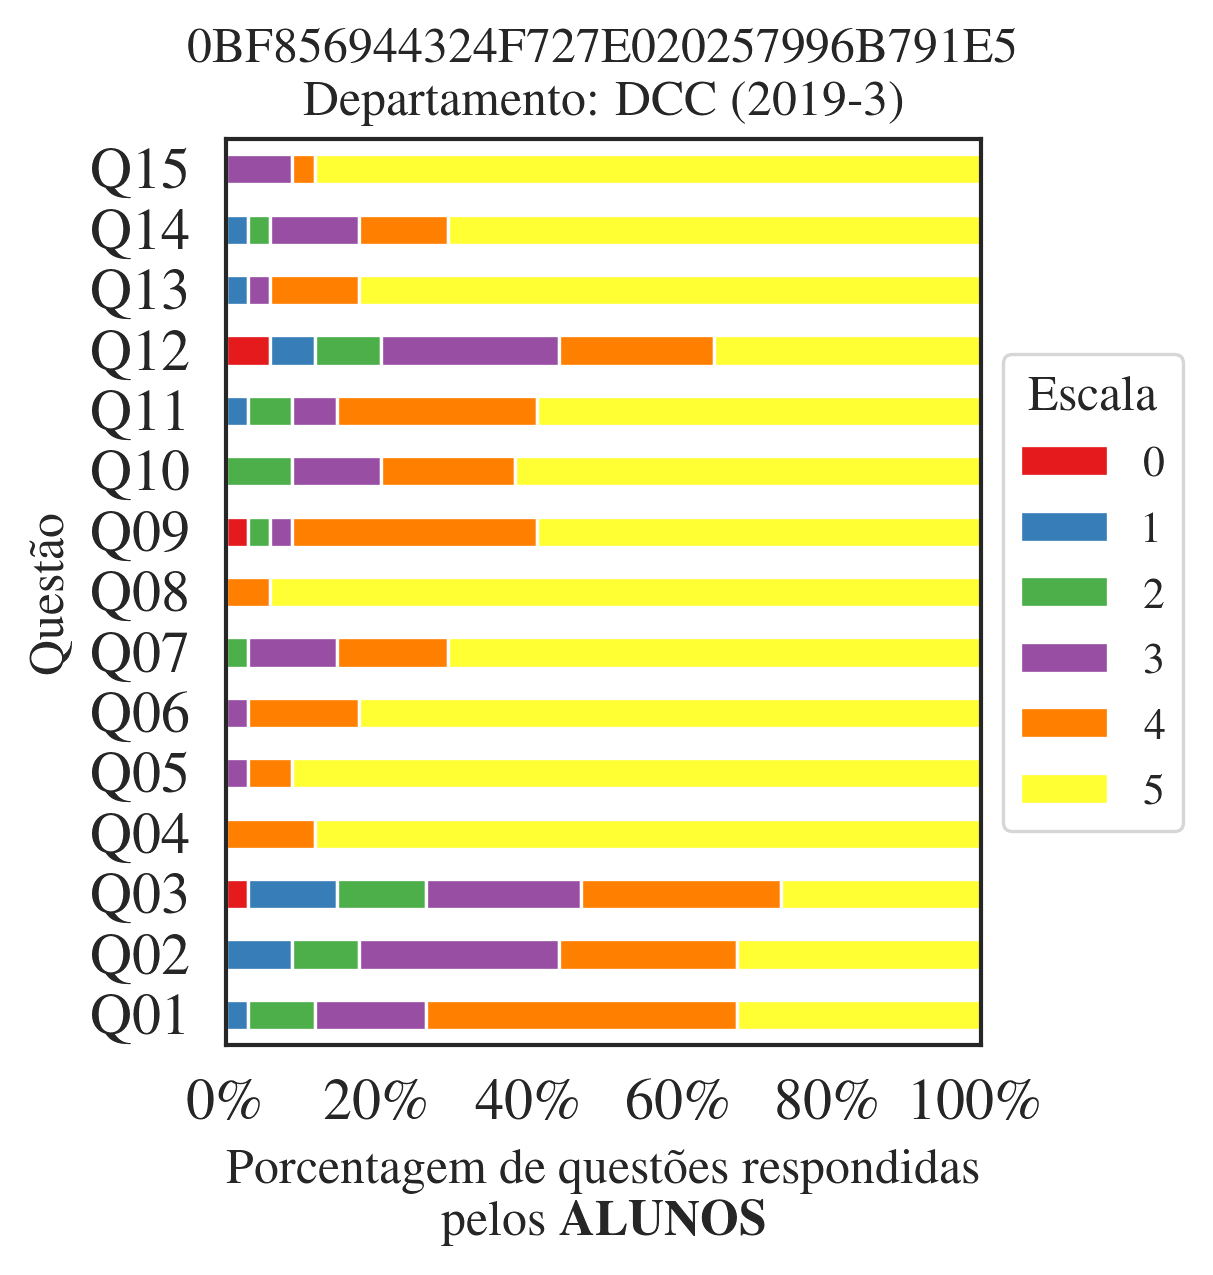 0BF856944324F727E020257996B791E5
Departamento: DCC (2019-3)
Questão
Q15
Q14
Q13
Q12
Q11
Q10
Q09
Q08
Q07
Q06
Q05
Q04
Q03
Q02
Q01
0% 20% 40% 60% 80% 100%
Porcentagem de questões respondidas
pelos ALUNOS
Escala
0
1
2
3
4
5